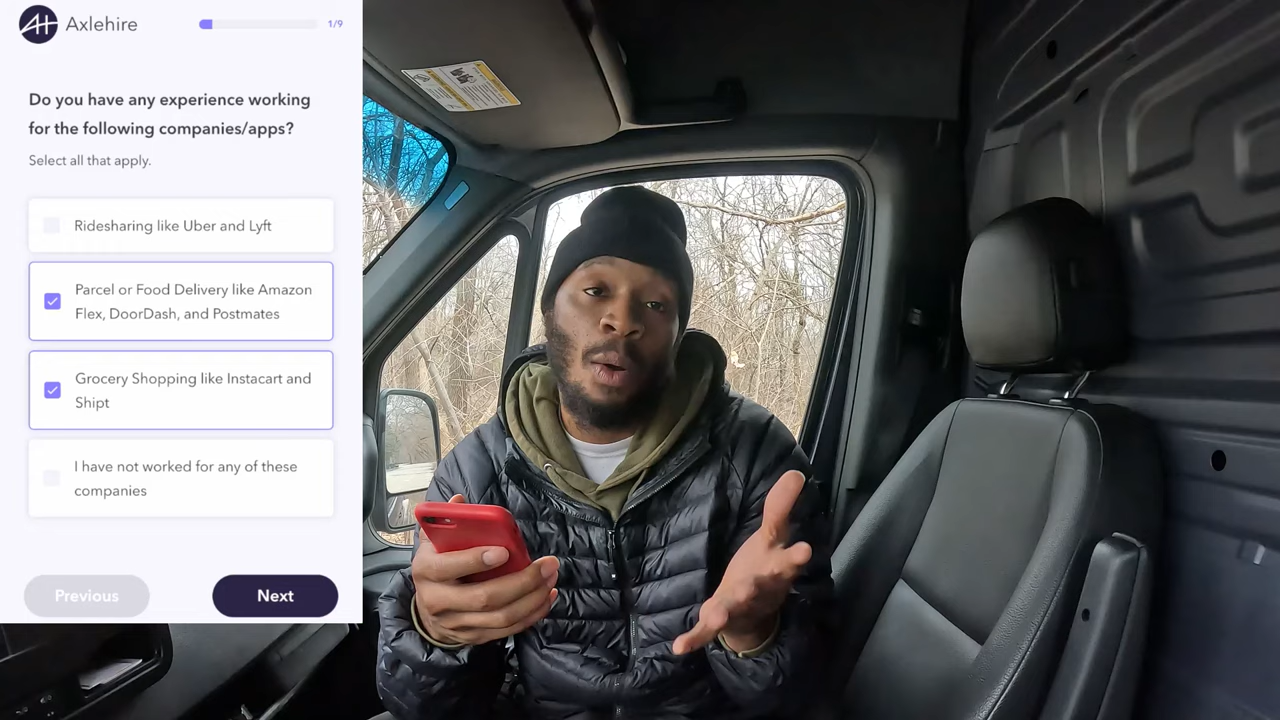 Axlehire
1/9
Do you have any experience working
for the following companies/apps?
Select all that apply.
Ridesharing like Uber and Lyft
Parcel or Food Delivery like Amazon
Flex, DoorDash, and Postmates
Grocery Shopping like Instacart and
Shipt
I have not worked for any of these
companies
Previous
Next